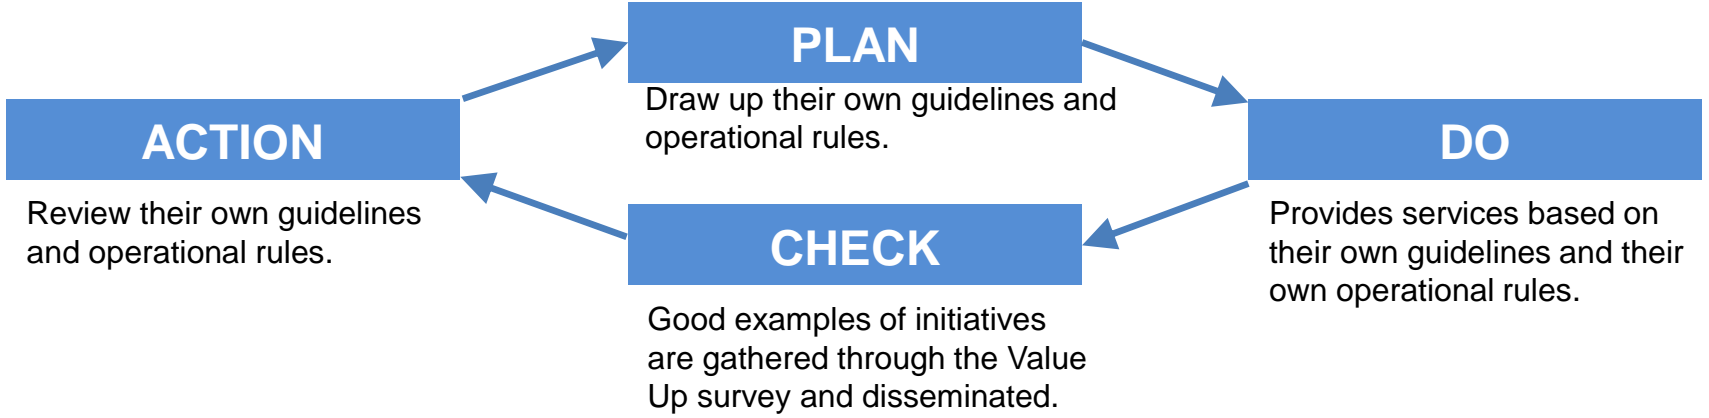 PLAN
Draw up their own guidelines and
operational rules.
ACTION
Review their own guidelines
and operational rules.
DO
Provides services based on
their own guidelines and their
own operational rules.
CHECK
Good examples of initiatives
are gathered through the Value
Up survey and disseminated.